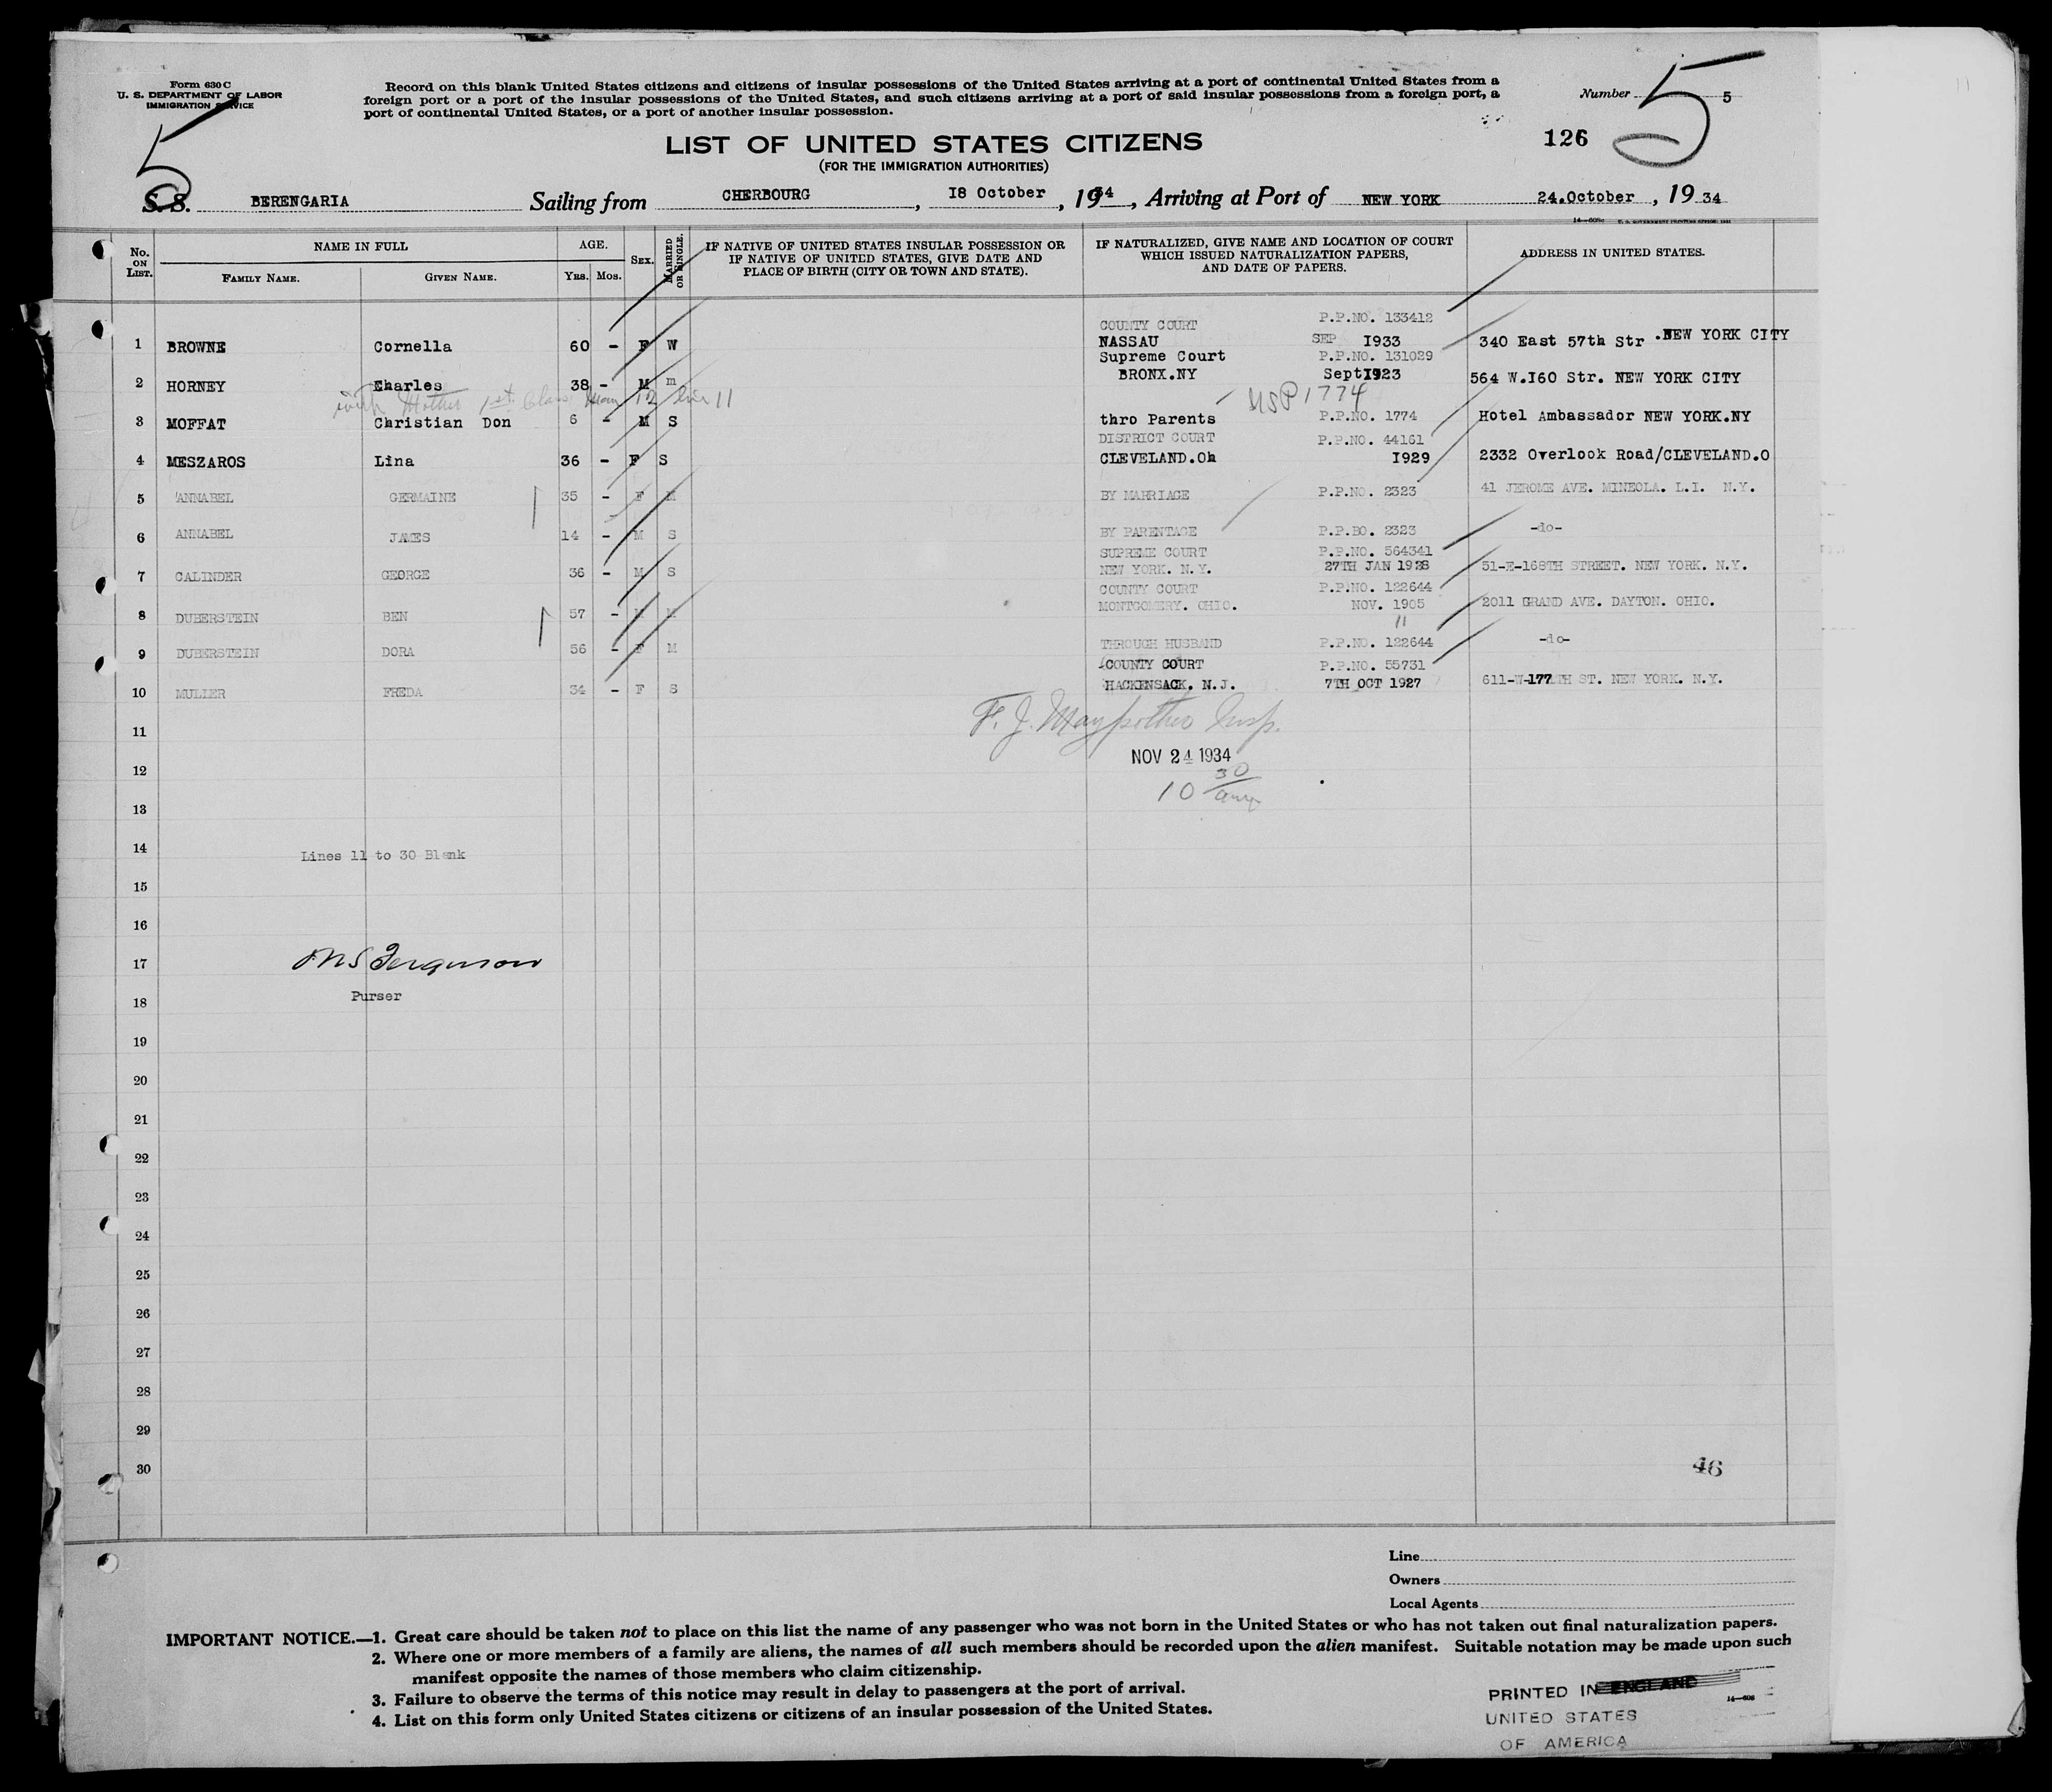 Form 630 C
U. S. DEPARTMENT OF LABOR
IMMIGRATION SERVICE
Record on this blank United States citizens and citizens of insular possessions of the United States arriving at a port of continental United States from a
foreign port or a port of the insular possessions of the United States, and such citizens arriving at a port of said insular possessions from a foreign port, a
port of continental United States, or a port of another insular possession.
Number 5
5
5
126
LIST OF UNITED STATES CITIZENS
(FOR THE IMMIGRATION AUTHORITIES)
S. S. BERENGARIA Sailing from CHERBOURG, 18 October, 1934, Arriving at Port of NEW YORK 24.October, 1934
No. ON LIST. NAME IN FULL AGE. SEX. MARRIED OR SINGLE. IF NATIVE OF UNITED STATES INSULAR POSSESSION OR IF NATIVE OF UNITED STATES, GIVE DATE AND PLACE OF BIRTH (CITY OR TOWN AND STATE). IF NATURALIZED, GIVE NAME AND LOCATION OF COURT WHICH ISSUED NATURALIZATION PAPERS, AND DATE OF PAPERS. ADDRESS IN UNITED STATES.
FAMILY NAME. GIVEN NAME. YRS. MOS.
COUNTY COURT P.P.NO. 133412
1 BROWNE Cornella 60 - F W NASSAU SEP I933 340 East 57th Str .NEW YORK CITY
Supreme Court P.P.NO. 131029
2 HORNEY Charles 38 - M m BRONX.NY Sept I923 564 W.I60 Str. NEW YORK CITY
with Mother 1st Class Mam 12 line 11 USP 1774
3 MOFFAT Christian Don 6 - M S thro Parents P.P.NO. 1774 Hotel Ambassador NEW YORK.NY
DISTRICT COURT P.P.NO. 44161
4 MESZAROS Lina 36 - F S CLEVELAND.Oh I929 2332 Overlook Road/CLEVELAND.O
5 ANNABEL GERMAINE 35 - F M BY MARRIAGE P.P.NO. 2323 41 JEROME AVE. MINEOLA. L.I. N.Y.
6 ANNABEL JAMES 14 - M S BY PARENTAGE P.P.BO. 2323 -do-
SUPREME COURT P.P.NO. 564341
7 CALINDER GEORGE 36 - M S NEW YORK. N.Y. 27TH JAN 1928 51-E-168TH STREET. NEW YORK. N.Y.
COUNTY COURT P.P.NO. 122644
8 DUBERSTEIN BEN 57 - M M MONTGOMERY. OHIO. NOV. 1905 2011 GRAND AVE. DAYTON. OHIO.
11
9 DUBERSTEIN DORA 56 - F M THROUGH HUSBAND P.P.NO. 122644 -do-
COUNTY COURT P.P.NO. 55731
10 MULLER FREDA 34 - F S HACKENSACK. N.J. 7TH OCT 1927 611-W-177TH ST. NEW YORK. N.Y.
11
F. J. Maypother Insp.
12 NOV 24 1934
10 30 am
13
14 Lines 11 to 30 Blank
15
16
17 Ferguson
18 Purser
19
20
21
22
23
24
25
26
27
28
29
30
46
Line
Owners
Local Agents
IMPORTANT NOTICE.—1. Great care should be taken not to place on this list the name of any passenger who was not born in the United States or who has not taken out final naturalization papers.
2. Where one or more members of a family are aliens, the names of all such members should be recorded upon the alien manifest. Suitable notation may be made upon such
manifest opposite the names of those members who claim citizenship.
3. Failure to observe the terms of this notice may result in delay to passengers at the port of arrival.
4. List on this form only United States citizens or citizens of an insular possession of the United States.
PRINTED IN ENGLAND
UNITED STATES
OF AMERICA